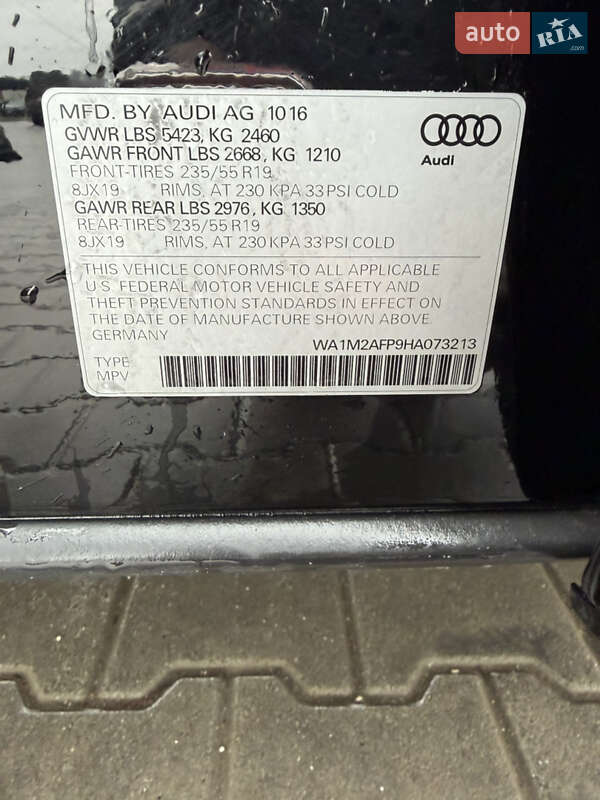 auto RIA.com
MFD. BY AUDI AG 10 16
GVWR LBS 5423, KG 2460
GAWR FRONT LBS 2668, KG 1210
FRONT-TIRES 235/55 R19
8JX19 RIMS, AT 230 KPA 33 PSI COLD
GAWR REAR LBS 2976, KG 1350
REAR-TIRES 235/55 R19
8JX19 RIMS, AT 230 KPA 33 PSI COLD
Audi
THIS VEHICLE CONFORMS TO ALL APPLICABLE
U.S. FEDERAL MOTOR VEHICLE SAFETY AND
THEFT PREVENTION STANDARDS IN EFFECT ON
THE DATE OF MANUFACTURE SHOWN ABOVE.
GERMANY
WA1M2AFP9HA073213
TYPE
MPV